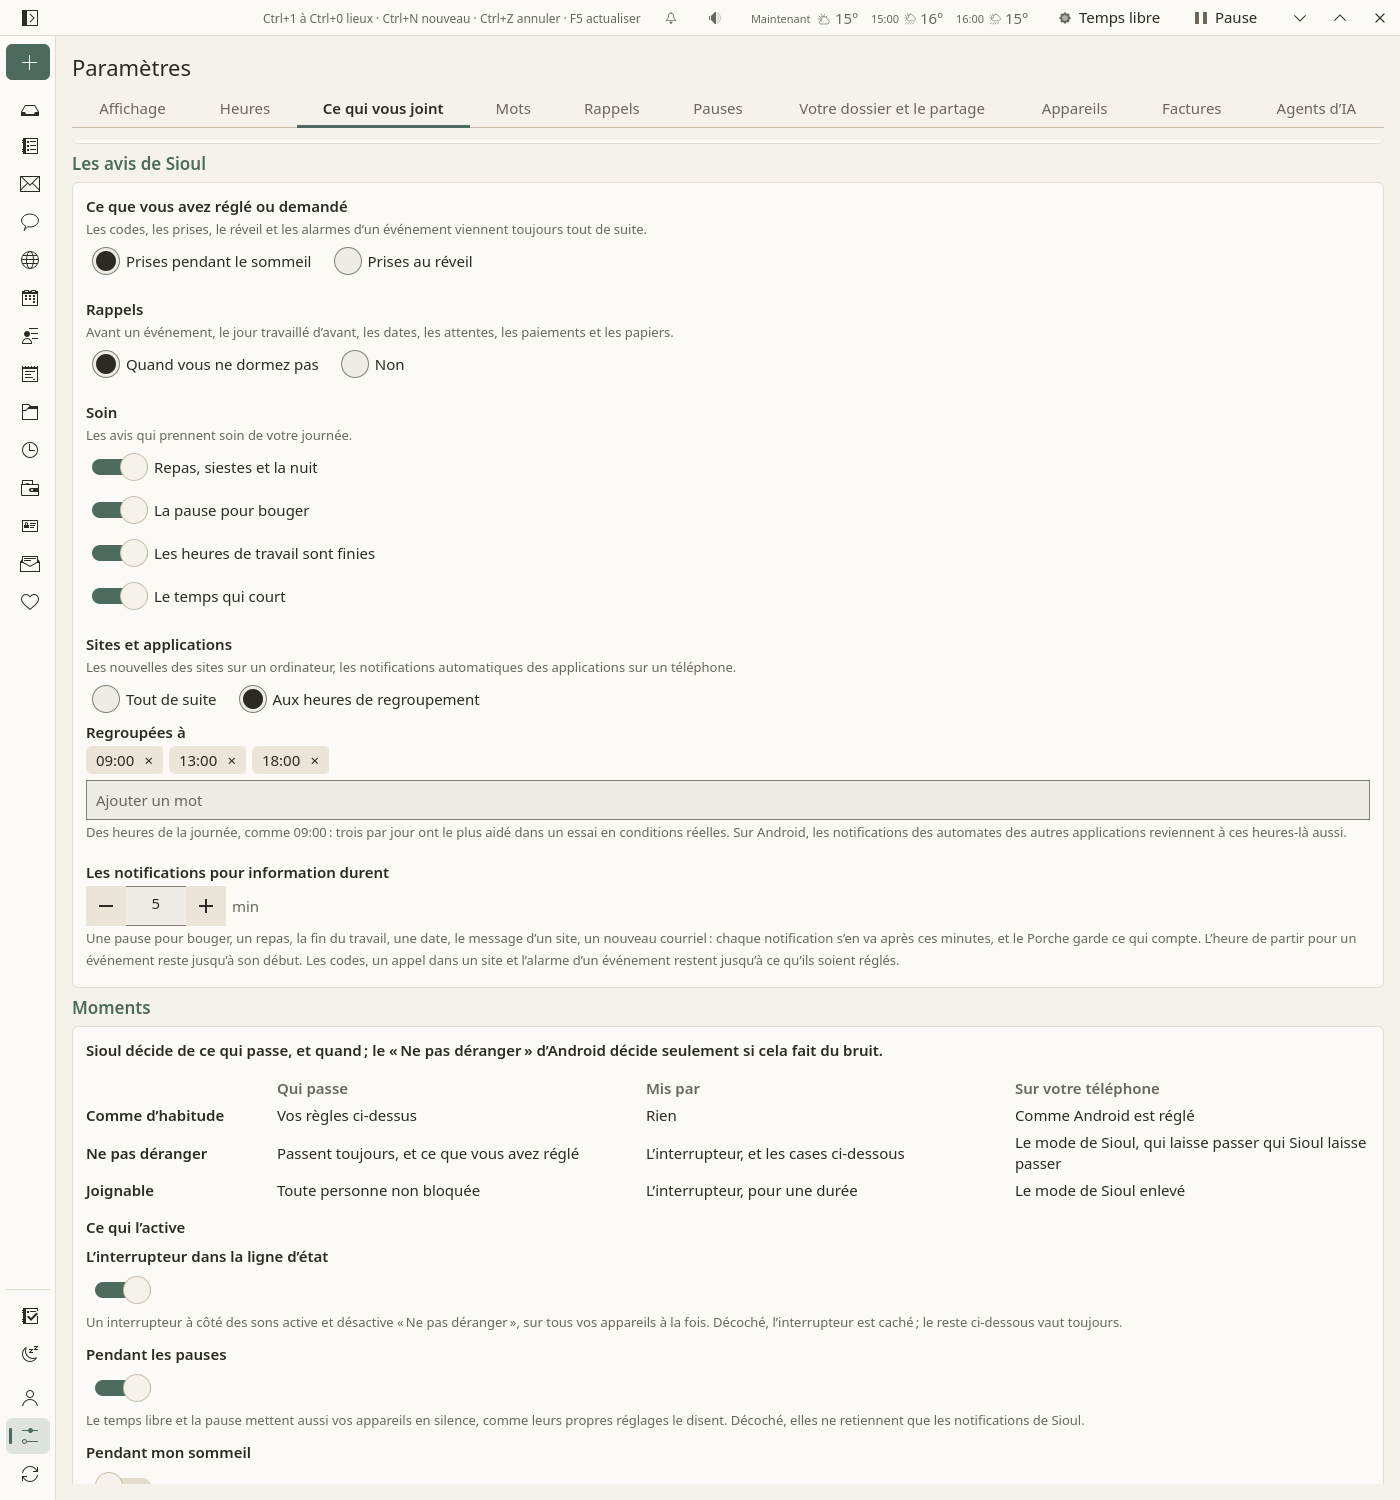 Ctrl+1 à Ctrl+0 lieux · Ctrl+N nouveau · Ctrl+Z annuler · F5 actualiser
Maintenant 15° 15:00 16° 16:00 15° Temps libre Pause
Paramètres
Affichage Heures Ce qui vous joint Mots Rappels Pauses Votre dossier et le partage Appareils Factures Agents d’IA
Les avis de Sioul
Ce que vous avez réglé ou demandé
Les codes, les prises, le réveil et les alarmes d’un événement viennent toujours tout de suite.
Prises pendant le sommeil Prises au réveil
Rappels
Avant un événement, le jour travaillé d’avant, les dates, les attentes, les paiements et les papiers.
Quand vous ne dormez pas Non
Soin
Les avis qui prennent soin de votre journée.
Repas, siestes et la nuit
La pause pour bouger
Les heures de travail sont finies
Le temps qui court
Sites et applications
Les nouvelles des sites sur un ordinateur, les notifications automatiques des applications sur un téléphone.
Tout de suite Aux heures de regroupement
Regroupées à
09:00 × 13:00 × 18:00 ×
Ajouter un mot
Des heures de la journée, comme 09:00 : trois par jour ont le plus aidé dans un essai en conditions réelles. Sur Android, les notifications des automates des autres applications reviennent à ces heures-là aussi.
Les notifications pour information durent
5 min
Une pause pour bouger, un repas, la fin du travail, une date, le message d’un site, un nouveau courriel : chaque notification s’en va après ces minutes, et le Porche garde ce qui compte. L’heure de partir pour un
événement reste jusqu’à son début. Les codes, un appel dans un site et l’alarme d’un événement restent jusqu’à ce qu’ils soient réglés.
Moments
Sioul décide de ce qui passe, et quand ; le « Ne pas déranger » d’Android décide seulement si cela fait du bruit.
Qui passe Mis par Sur votre téléphone
Comme d’habitude Vos règles ci-dessus Rien Comme Android est réglé
Ne pas déranger Passent toujours, et ce que vous avez réglé L’interrupteur, et les cases ci-dessous Le mode de Sioul, qui laisse passer qui Sioul laisse
passer
Joignable Toute personne non bloquée L’interrupteur, pour une durée Le mode de Sioul enlevé
Ce qui l’active
L’interrupteur dans la ligne d’état
Un interrupteur à côté des sons active et désactive « Ne pas déranger », sur tous vos appareils à la fois. Décoché, l’interrupteur est caché ; le reste ci-dessous vaut toujours.
Pendant les pauses
Le temps libre et la pause mettent aussi vos appareils en silence, comme leurs propres réglages le disent. Décoché, elles ne retiennent que les notifications de Sioul.
Pendant mon sommeil